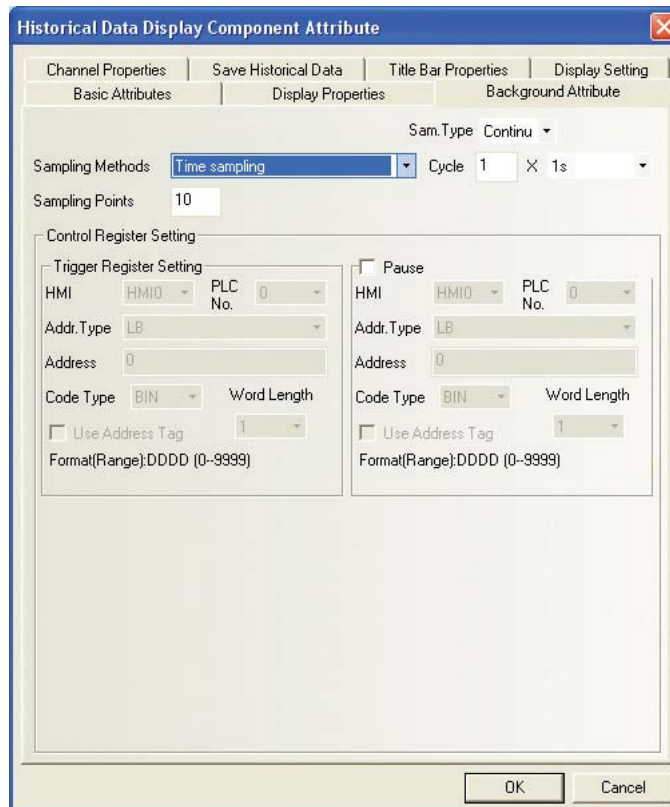 Historical Data Display Component Attribute
Channel Properties Save Historical Data Title Bar Properties Display Setting
Basic Attributes Display Properties Background Attribute
Sam.Type Continu
Sampling Methods Time sampling Cycle 1 X 1s
Sampling Points 10
Control Register Setting
Trigger Register Setting
HMI HMI0 PLC No. 0
Addr.Type LB
Address 0
Code Type BIN Word Length
Use Address Tag 1
Format(Range):DDDD (0--9999)
Pause
HMI HMI0 PLC No. 0
Addr.Type LB
Address 0
Code Type BIN Word Length
Use Address Tag 1
Format(Range):DDDD (0--9999)
OK Cancel